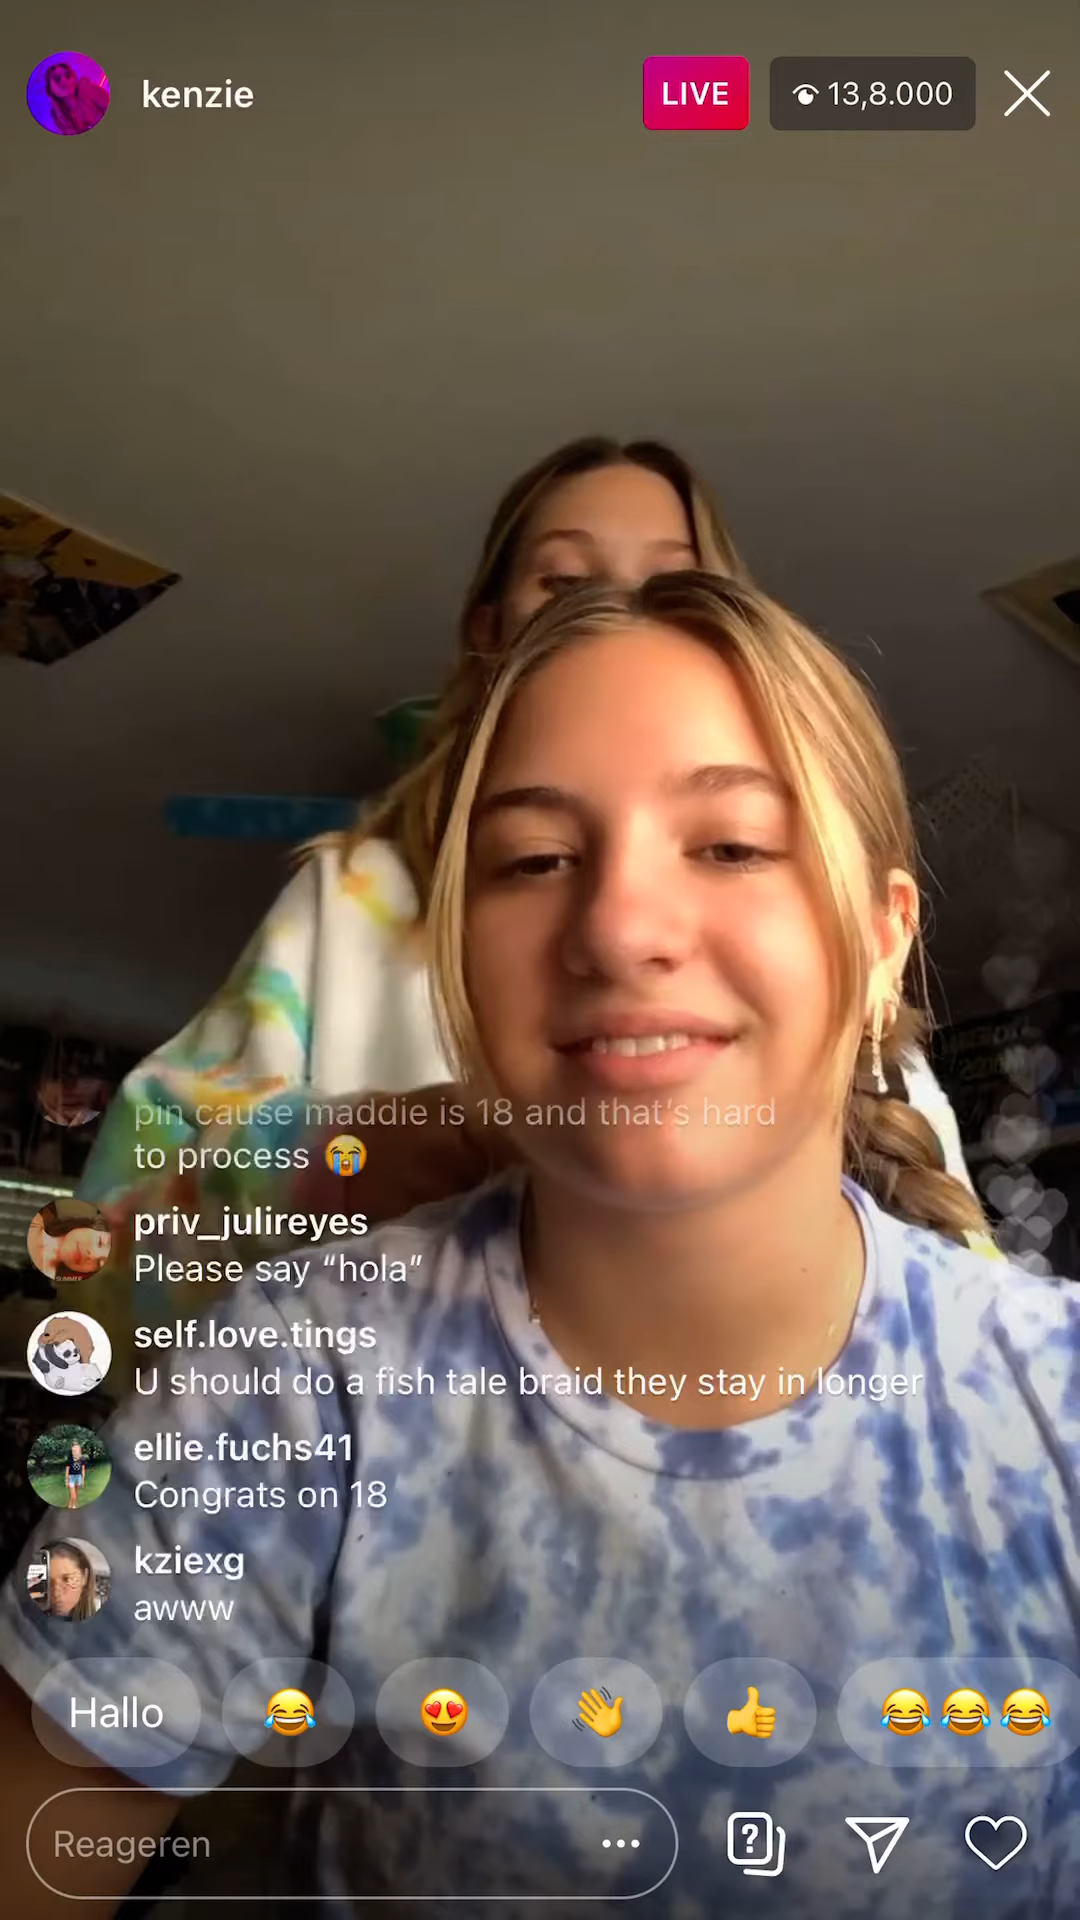 kenzie
LIVE
13,8.000
pin cause maddie is 18 and that's hard
to process 😭
priv_julireyes
Please say “hola”
self.love.tings
U should do a fish tale braid they stay in longer
ellie.fuchs41
Congrats on 18
kziexg
awww
Hallo 😂 😍 👋 👍 😂😂😂
Reageren